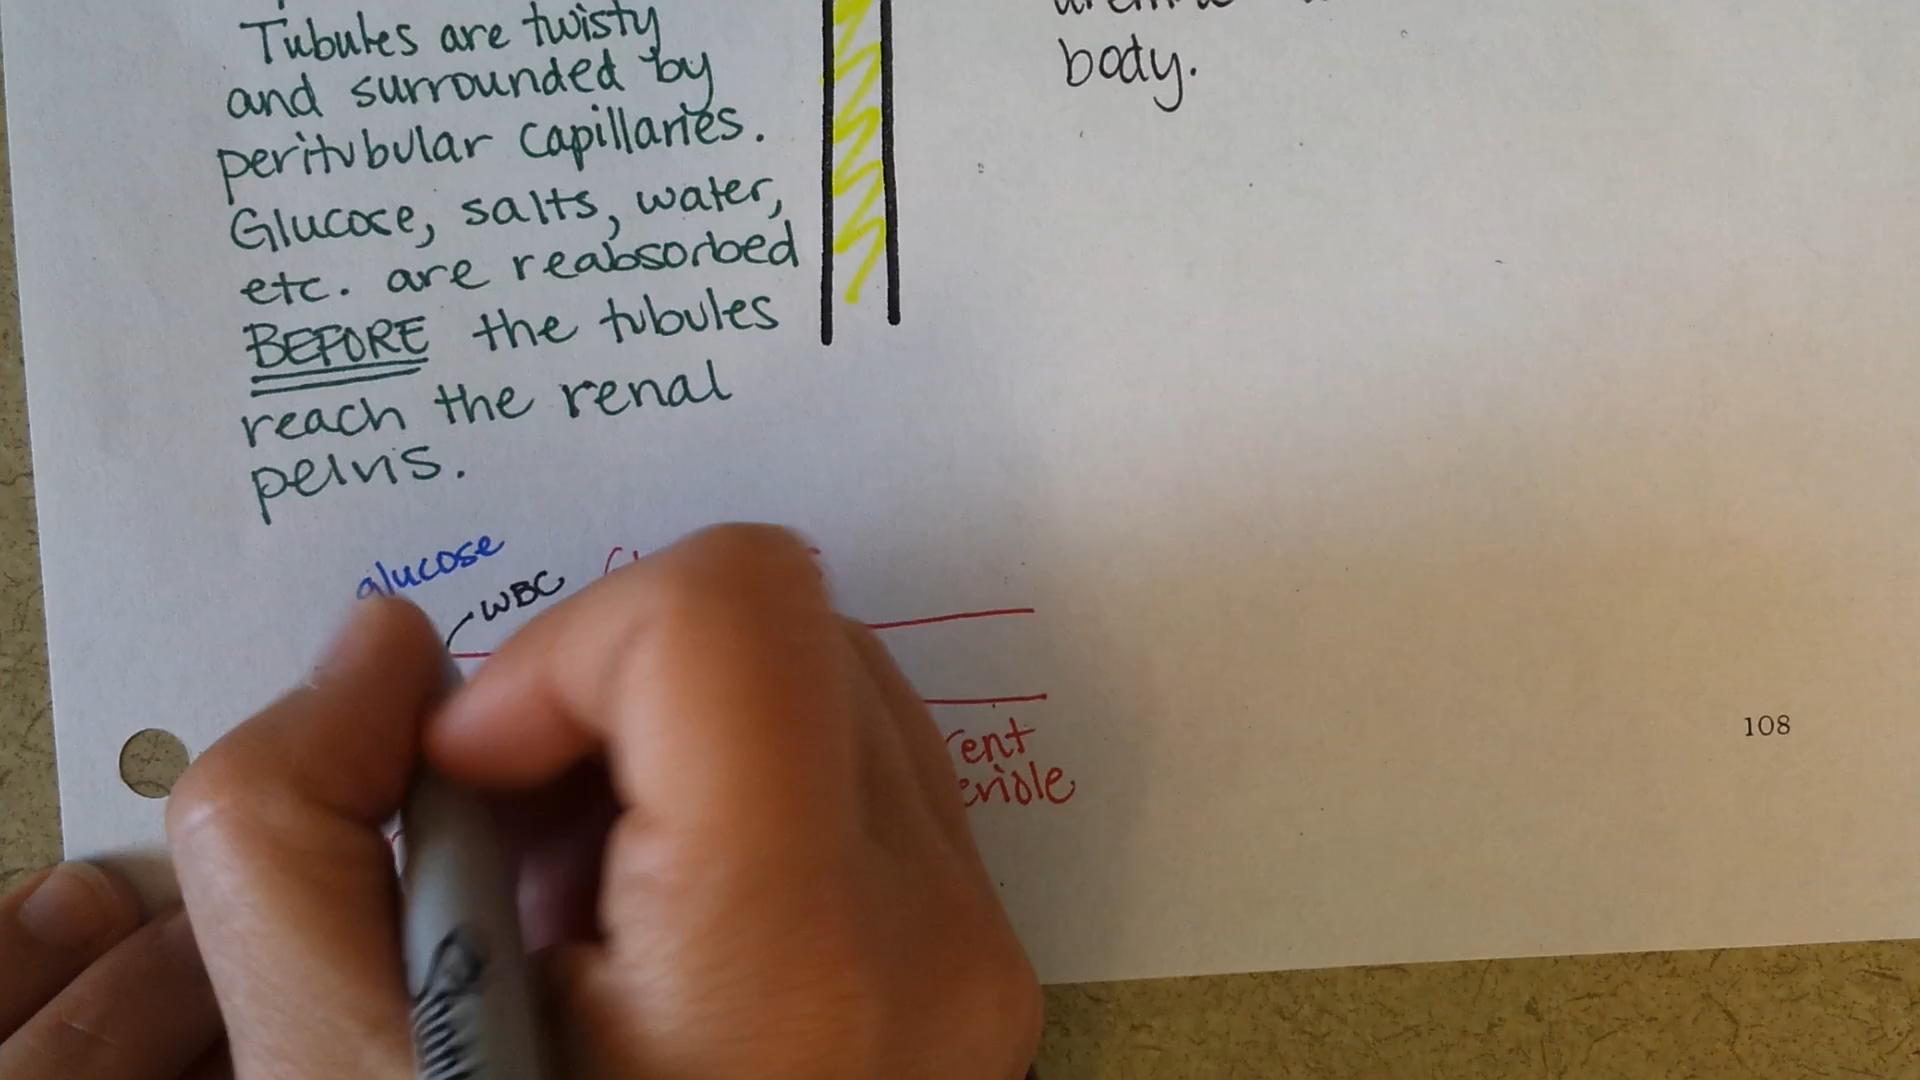 Tubules are twisty
and surrounded by
peritubular capillaries.
Glucose, salts, water,
etc. are reabsorbed
BEFORE the tubules
reach the renal
pelvis.
body.
glucose
WBC
108